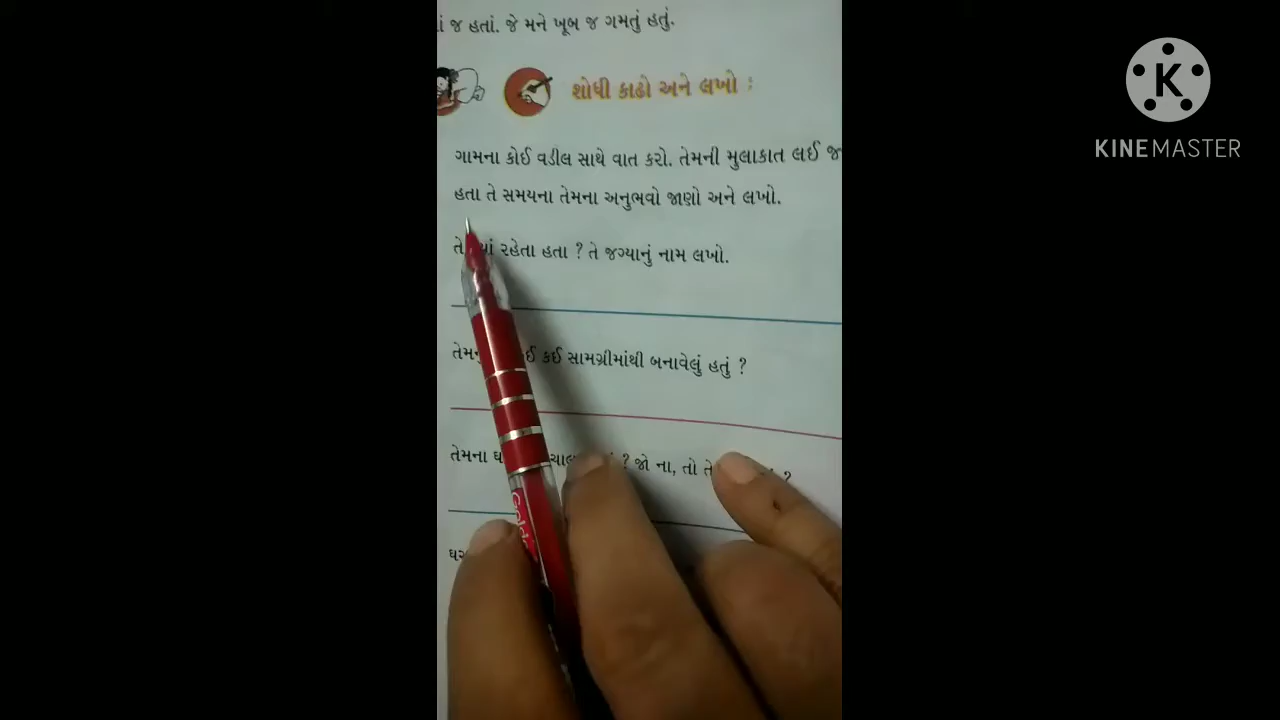 જ હતાં. જે મને ખૂબ જ ગમતું હતું.
શોધી કાઢો અને લખો :
ગામના કોઈ વડીલ સાથે વાત કરો. તેમની મુલાકાત લઈ
હતા તે સમયના તેમના અનુભવો જાણો અને લખો.
રહેતા હતા ? તે જગ્યાનું નામ લખો.
કઈ સામગ્રીમાંથી બનાવેલું હતું ?
તેમના ? જો ના, તો ?
K
KINEMASTER